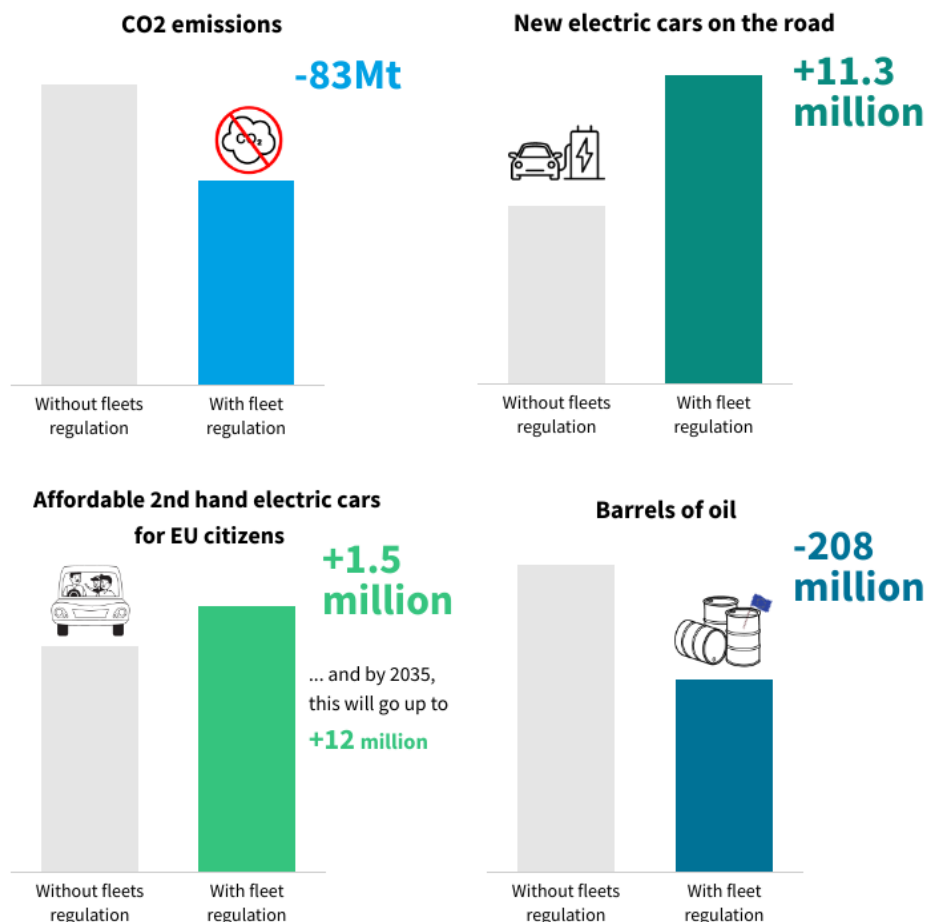 CO2 emissions
-83Mt
CO₂
Without fleets
regulation
With fleet
regulation
New electric cars on the road
+11.3
million
Without fleets
regulation
With fleet
regulation
Affordable 2nd hand electric cars
for EU citizens
+1.5
million
... and by 2035,
this will go up to
+12 million
Without fleets
regulation
With fleet
regulation
Barrels of oil
-208
million
Without fleets
regulation
With fleet
regulation